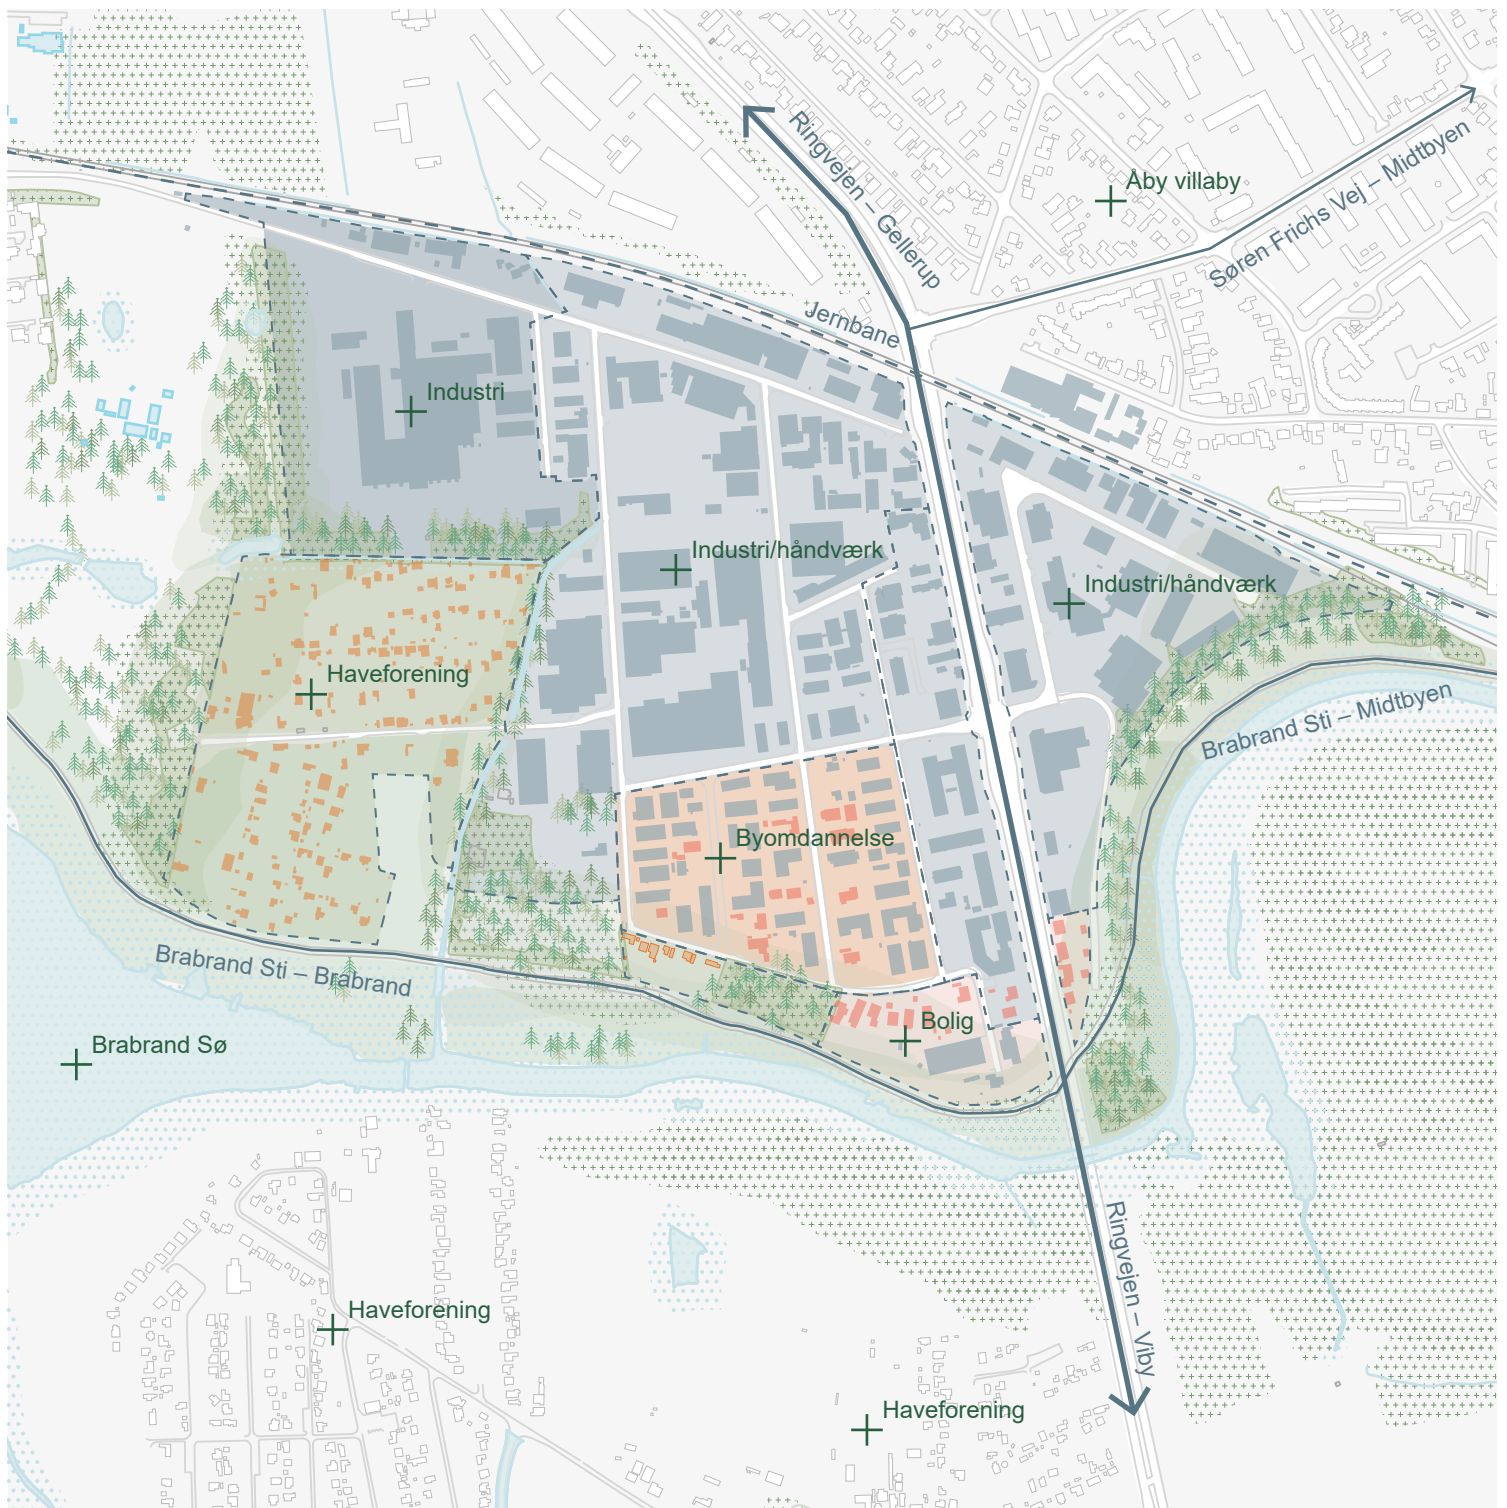 Ringvejen – Gellerup
Åby villaby
Søren Frichs Vej – Midtbyen
Jernbane
Industri
Industri/håndværk
Industri/håndværk
Haveforening
Brabrand Sti – Midtbyen
Byomdannelse
Brabrand Sti – Brabrand
Bolig
Brabrand Sø
Ringvejen – Viby
Haveforening
Haveforening